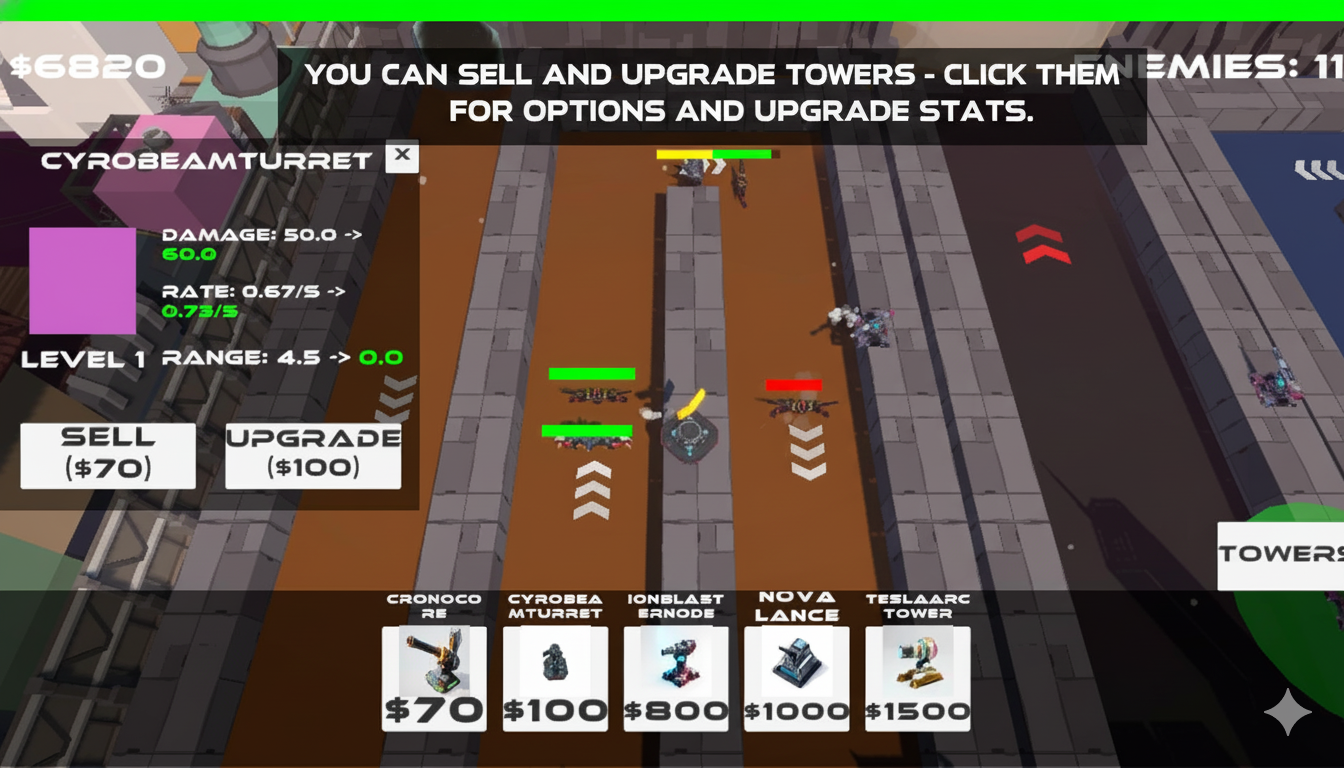 $6820
YOU CAN SELL AND UPGRADE TOWERS - CLICK THEM
FOR OPTIONS AND UPGRADE STATS.
ENEMIES: 11
CYROBEAMTURRET
X
DAMAGE: 50.0 ->
60.0
RATE: 0.67/S ->
0.73/S
LEVEL 1
RANGE: 4.5 -> 0.0
SELL
($70)
UPGRADE
($100)
TOWERS
CRONOCO
RE
$70
CYROBEA
MTURRET
$100
IONBLAST
ERNODE
$800
NOVA
LANCE
$1000
TESLAARC
TOWER
$1500